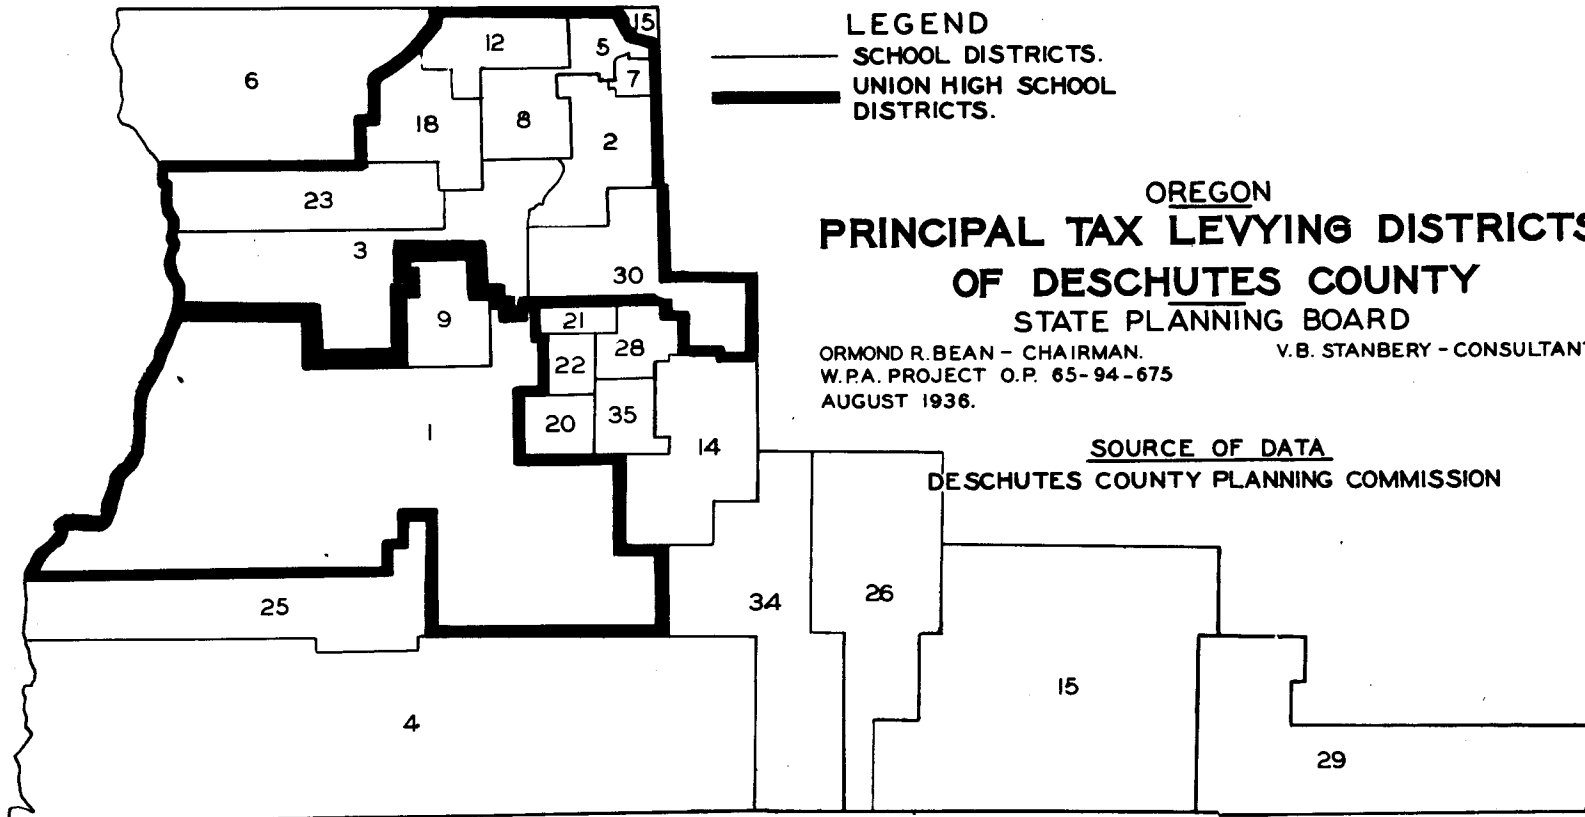 LEGEND
SCHOOL DISTRICTS.
UNION HIGH SCHOOL
DISTRICTS.
OREGON
PRINCIPAL TAX LEVYING DISTRICTS
OF DESCHUTES COUNTY
STATE PLANNING BOARD
ORMOND R. BEAN - CHAIRMAN. V. B. STANBERY - CONSULTANT
W. P. A. PROJECT O. P. 65-94-675
AUGUST 1936.
SOURCE OF DATA
DESCHUTES COUNTY PLANNING COMMISSION
15
12
5
6
7
18
8
2
23
3
30
9
21
28
22
35
20
1
14
26
34
25
15
4
29